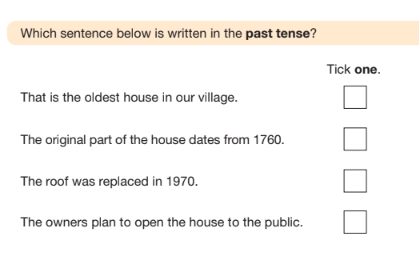 Which sentence below is written in the past tense?
Tick one.
That is the oldest house in our village.
The original part of the house dates from 1760.
The roof was replaced in 1970.
The owners plan to open the house to the public.